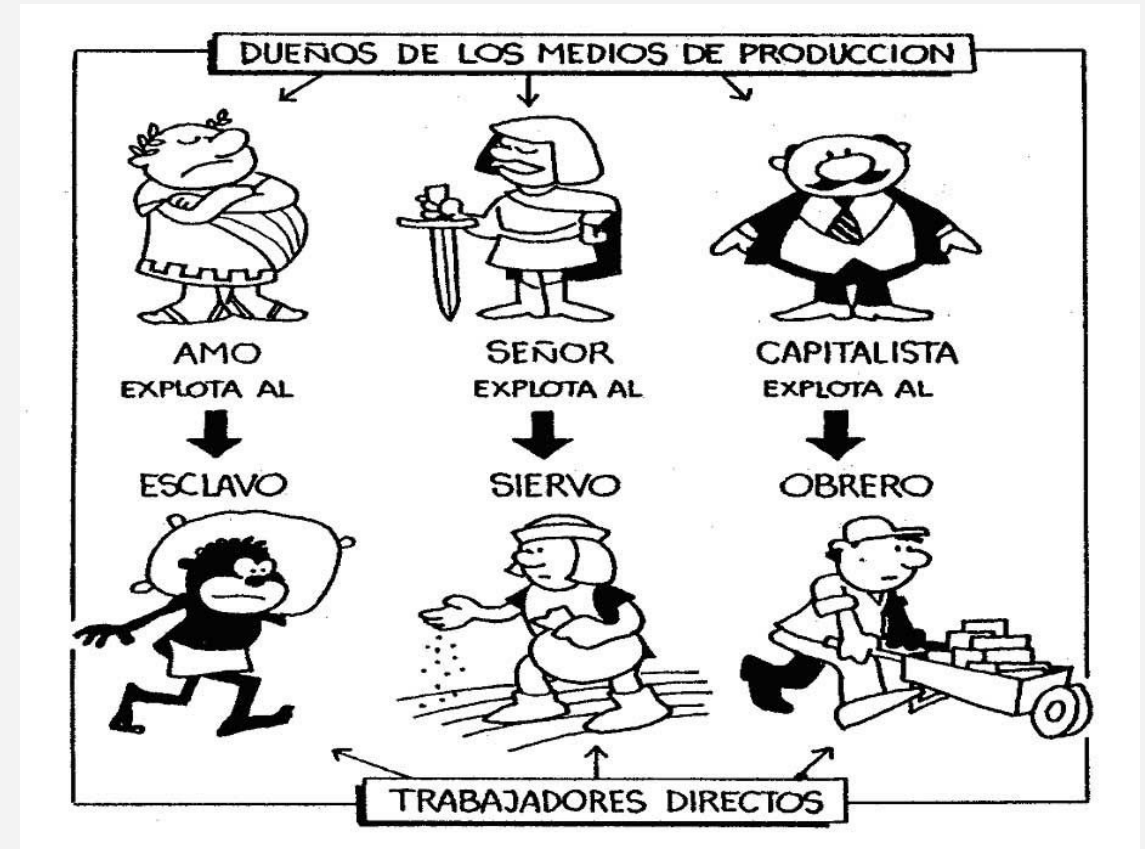 DUEÑOS DE LOS MEDIOS DE PRODUCCION
AMO
EXPLOTA AL
ESCLAVO
SEÑOR
EXPLOTA AL
SIERVO
CAPITALISTA
EXPLOTA AL
OBRERO
TRABAJADORES DIRECTOS